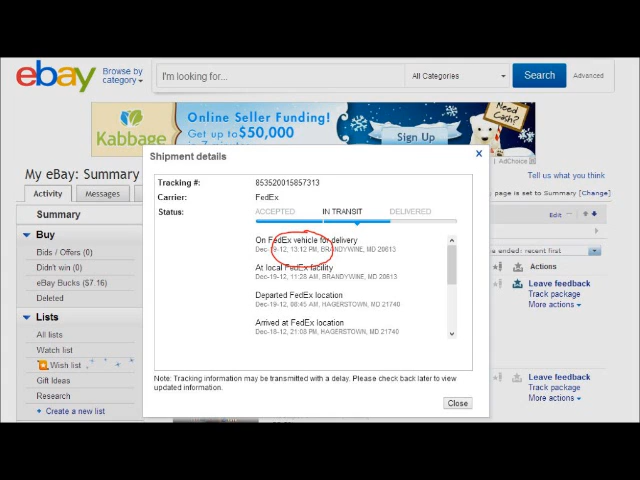 ebay
Browse by category
I'm looking for...
All Categories
Search
Advanced
Kabbage
Online Seller Funding!
Get up to $50,000
Sign Up
Need Cash?
AdChoice
My eBay: Summary
Tell us what you think
Activity
Messages
page is set to Summary [Change]
Summary
Edit
Buy
Bids / Offers (0)
Didn't win (0)
eBay Bucks ($7.16)
Deleted
Lists
All lists
Watch list
Wish list
Gift Ideas
Research
Create a new list
Shipment details
x
Tracking #: 853520015857313
Carrier: FedEx
Status: ACCEPTED IN TRANSIT DELIVERED
On FedEx vehicle for delivery
Dec-19-12, 13:12 PM, BRANDYWINE, MD 20613
At local FedEx facility
Dec-19-12, 11:28 AM, BRANDYWINE, MD 20613
Departed FedEx location
Dec-19-12, 08:45 AM, HAGERSTOWN, MD 21740
Arrived at FedEx location
Dec-18-12, 21:08 PM, HAGERSTOWN, MD 21740
Note: Tracking information may be transmitted with a delay. Please check back later to view
updated information.
Close
ended: recent first
Actions
Leave feedback
Track package
More actions
Leave feedback
Track package
More actions